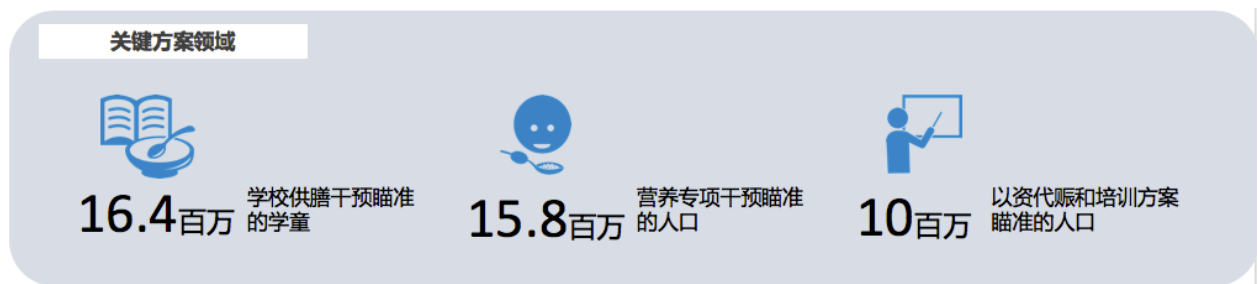 关键方案领域
16.4百万 学校供膳干预瞄准
的学童
15.8百万 营养专项干预瞄准
的人口
10百万 以资代赈和培训方案
瞄准的人口